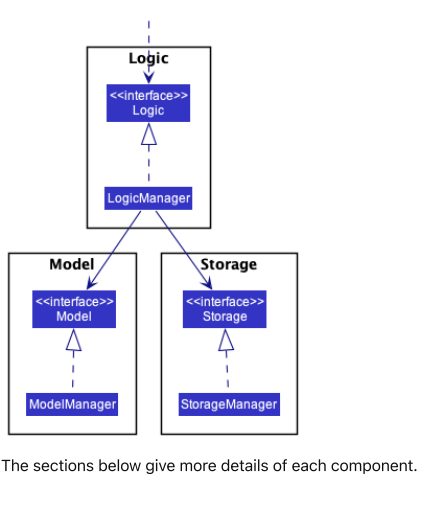 Logic
<<interface>>
Logic
LogicManager
Model
<<interface>>
Model
ModelManager
Storage
<<interface>>
Storage
StorageManager
The sections below give more details of each component.